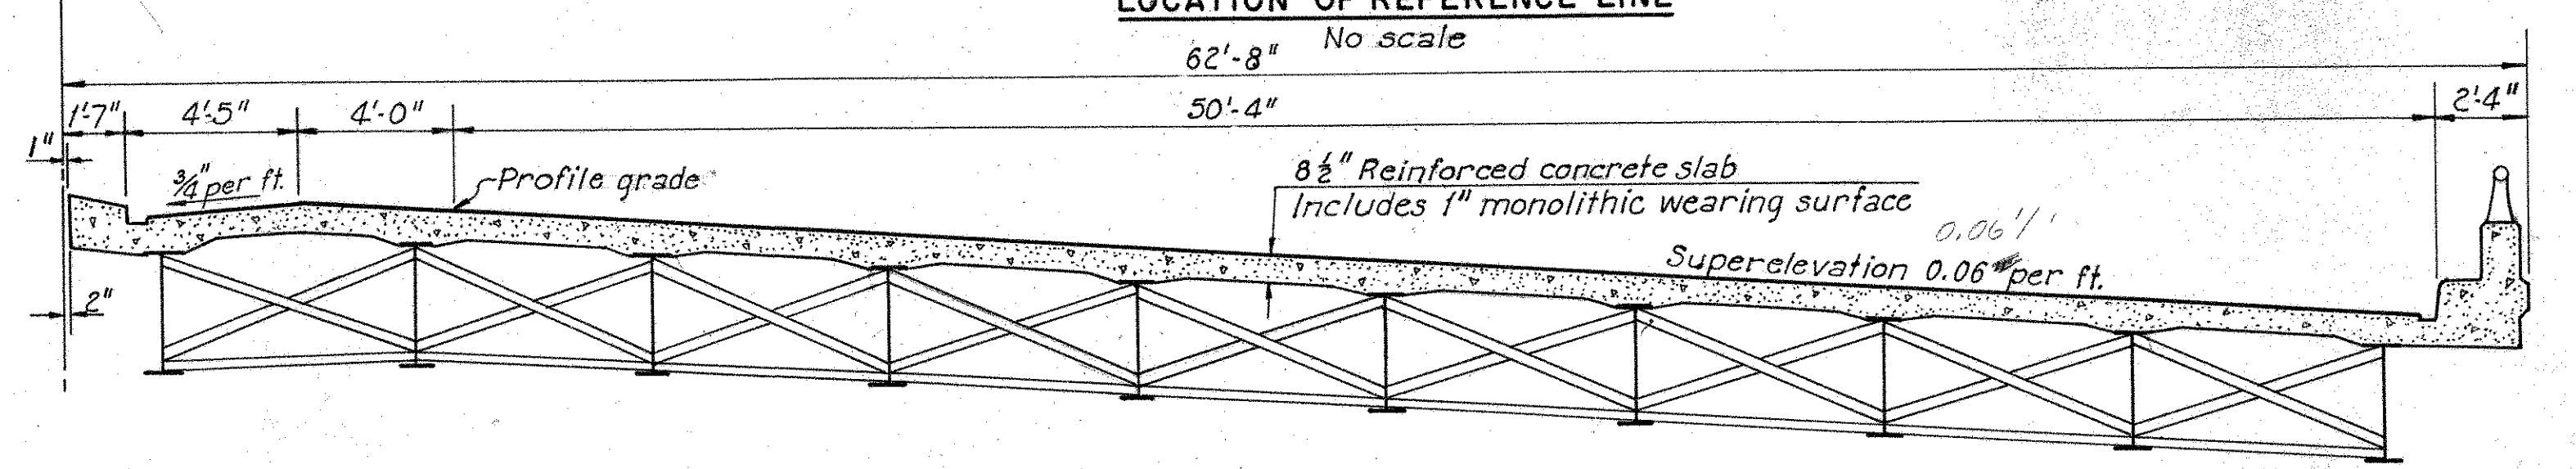 LOCATION OF REFERENCE LINE
No scale
62'-8"
1'-7"
4'-5"
4'-0"
50'-4"
2'-4"
1"
3/4" per ft.
Profile grade
8 1/2" Reinforced concrete slab
Includes 1" monolithic wearing surface
0.06'/'
Superelevation 0.06 per ft.
2"